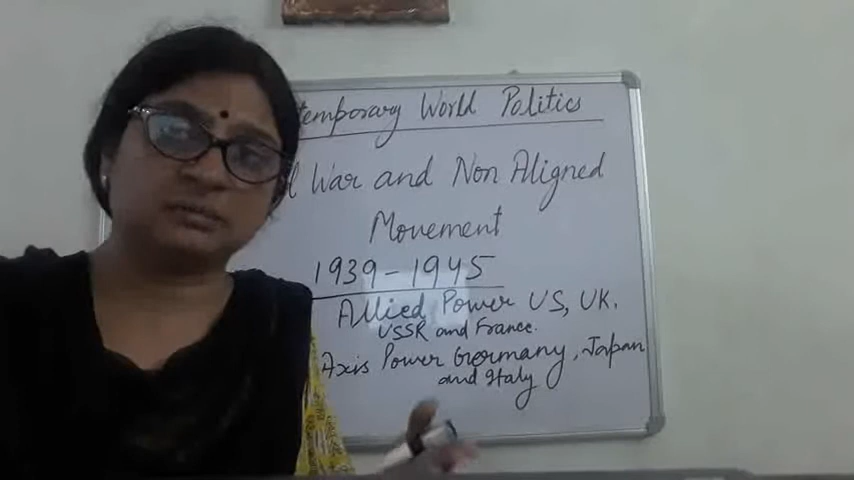 temporary World Politics
War and Non Aligned
Movement
1939-1945
Allied Power US, UK.
USSR and France.
Axis Power Germany, Japan
and Italy